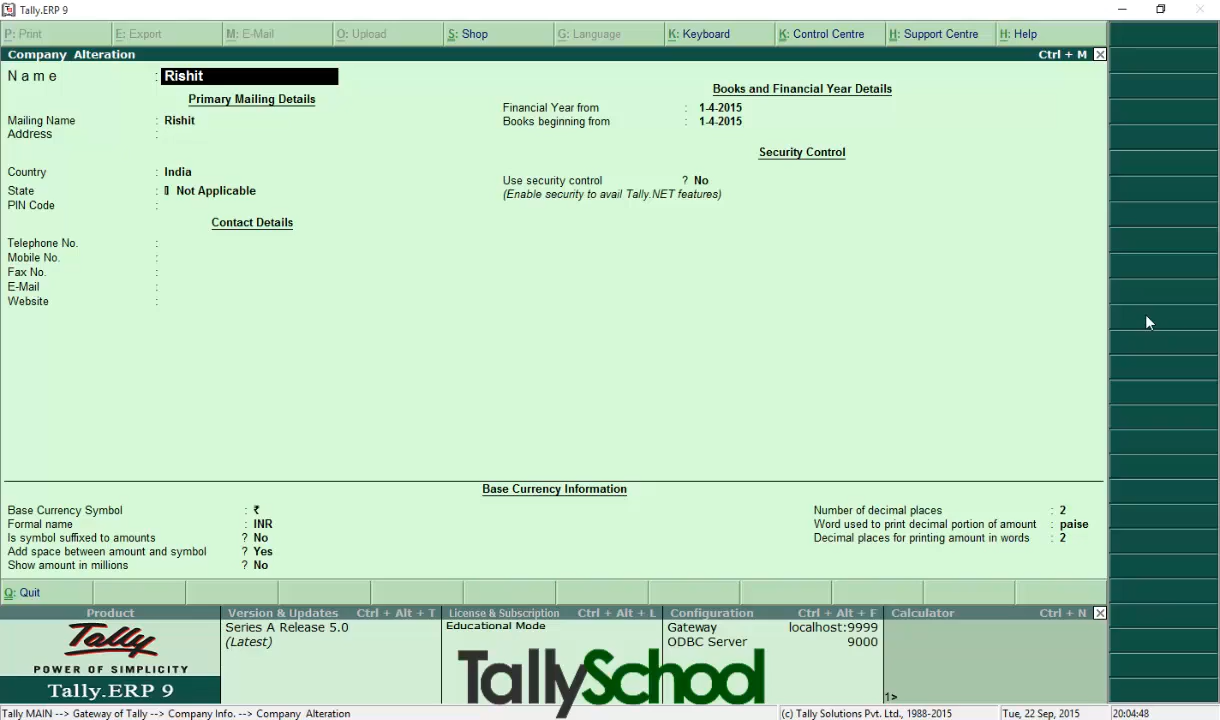 Tally.ERP 9
P: Print
E: Export
M: E-Mail
O: Upload
S: Shop
G: Language
K: Keyboard
K: Control Centre
H: Support Centre
H: Help
Company Alteration
Ctrl + M
Name : Rishit
Primary Mailing Details
Mailing Name : Rishit
Address :
Country : India
State : Not Applicable
PIN Code :
Contact Details
Telephone No. :
Mobile No. :
Fax No. :
E-Mail :
Website :
Books and Financial Year Details
Financial Year from : 1-4-2015
Books beginning from : 1-4-2015
Security Control
Use security control ? No
(Enable security to avail Tally.NET features)
Base Currency Information
Base Currency Symbol : ₹
Formal name : INR
Is symbol suffixed to amounts ? No
Add space between amount and symbol ? Yes
Show amount in millions ? No
Number of decimal places : 2
Word used to print decimal portion of amount : paise
Decimal places for printing amount in words : 2
Q: Quit
Product
Tally
POWER OF SIMPLICITY
Tally.ERP 9
Version & Updates Ctrl + Alt + T
Series A Release 5.0
(Latest)
License & Subscription Ctrl + Alt + L
Educational Mode
Configuration Ctrl + Alt + F
Gateway localhost:9999
ODBC Server 9000
Calculator Ctrl + N
1>
TallySchool
Tally MAIN --> Gateway of Tally --> Company Info. --> Company Alteration
(c) Tally Solutions Pvt. Ltd., 1988-2015
Tue, 22 Sep, 2015
20:04:48